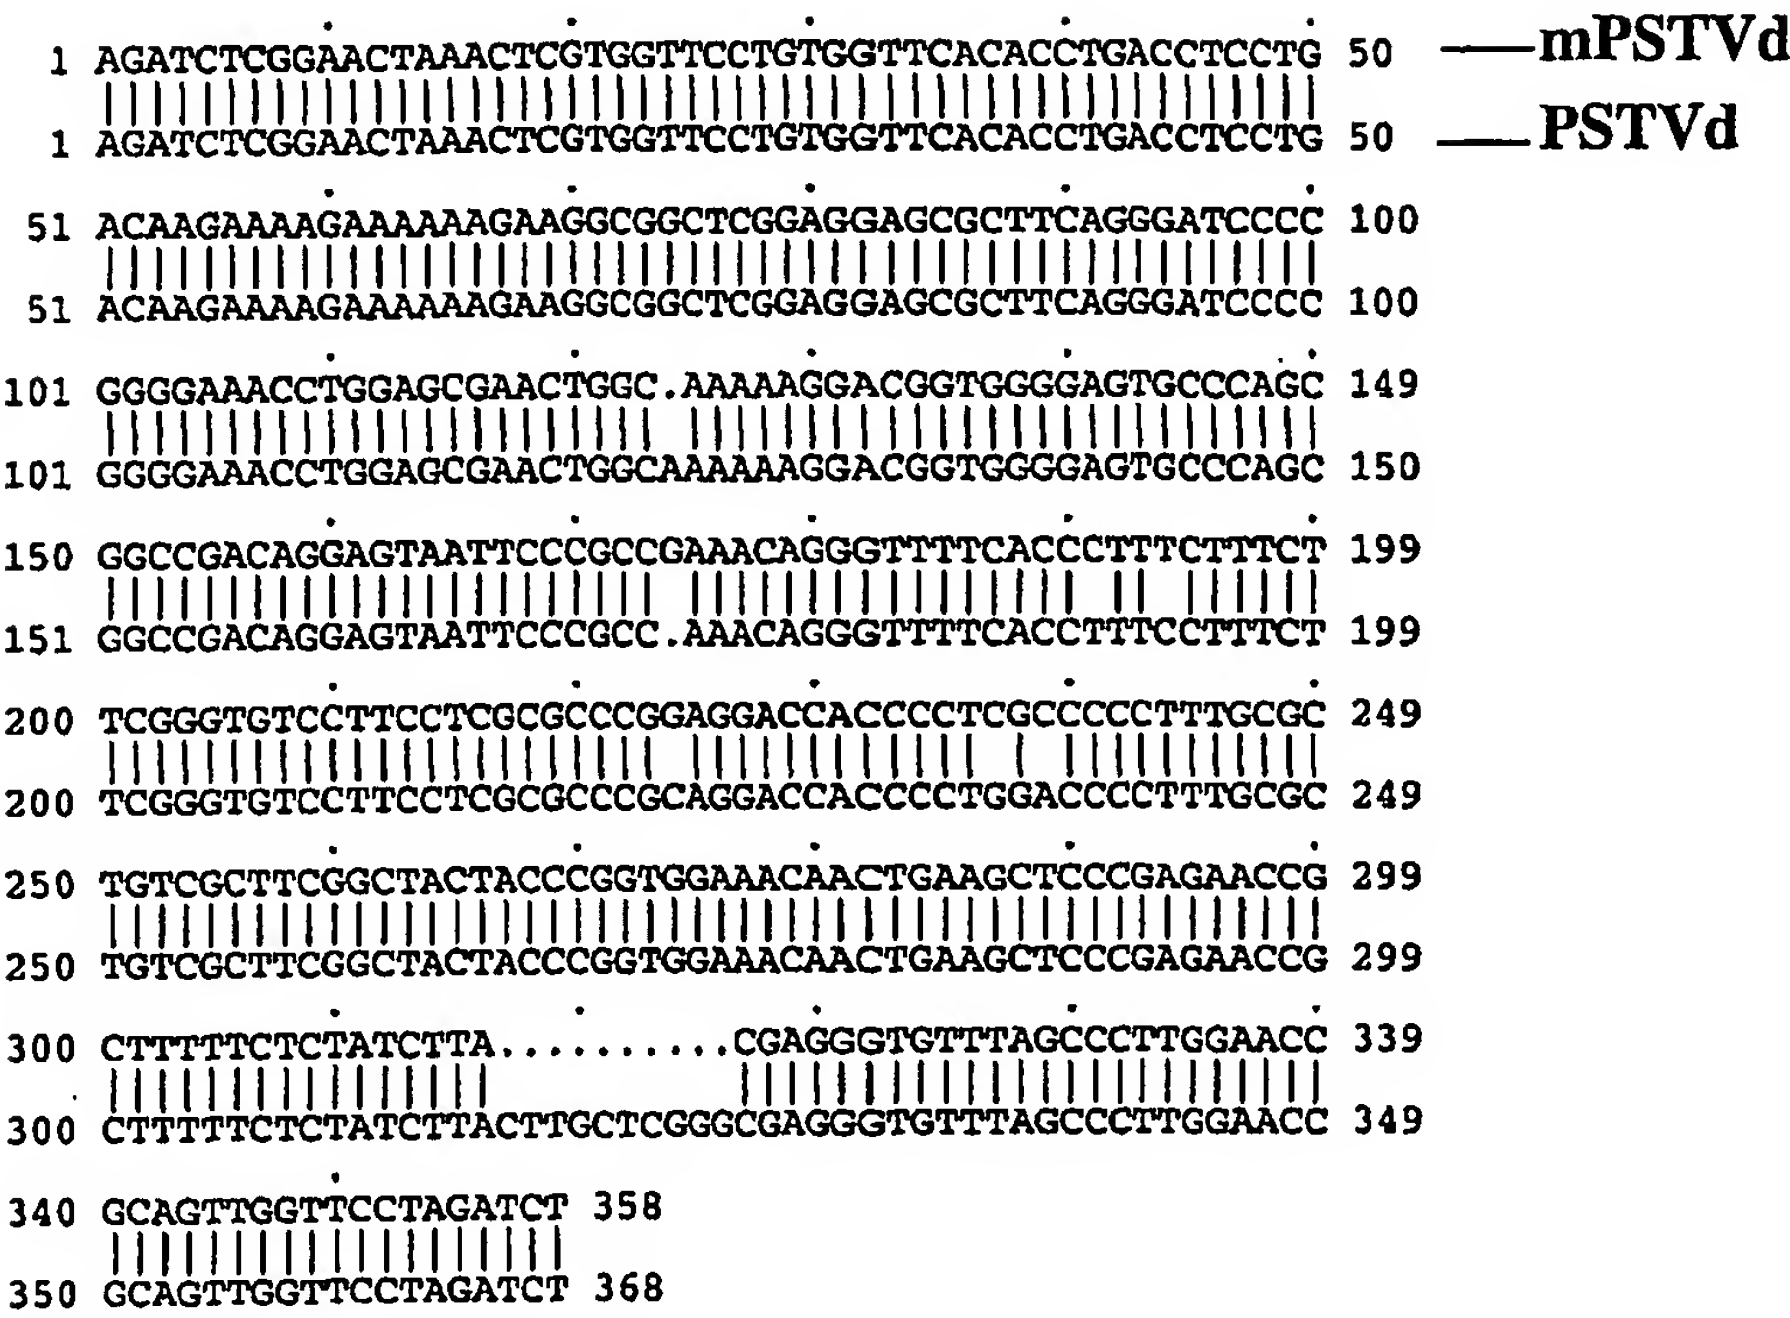 1 AGATCTCGGAACTAAACTCGTGGTTCCTGTGGTTCACACCTGACCTCCTG 50 mPSTVd
1 AGATCTCGGAACTAAACTCGTGGTTCCTGTGGTTCACACCTGACCTCCTG 50 PSTVd
51 ACAAGAAAAGAAAAAAGAAGGCGGCTCGGAGGAGCGCTTCAGGGATCCCC 100
51 ACAAGAAAAGAAAAAAGAAGGCGGCTCGGAGGAGCGCTTCAGGGATCCCC 100
101 GGGGAAACCTGGAGCGAACTGGC.AAAAAGGACGGTGGGGAGTGCCCAGC 149
101 GGGGAAACCTGGAGCGAACTGGCAAAAAAGGACGGTGGGGAGTGCCCAGC 150
150 GGCCGACAGGAGTAATTCCCGCCGAAACAGGGTTTTCACCCTTTCTTTCT 199
151 GGCCGACAGGAGTAATTCCCGCC.AAACAGGGTTTTCACCTTTCCTTTCT 199
200 TCGGGTGTCCTTCCTCGCGCCCGGAGGACCACCCCTCGCCCCCTTTGCGC 249
200 TCGGGTGTCCTTCCTCGCGCCCGCAGGACCACCCCTGGACCCCTTTGCGC 249
250 TGTCGCTTCGGCTACTACCCGGTGGAAACAACTGAAGCTCCCGAGAACCG 299
250 TGTCGCTTCGGCTACTACCCGGTGGAAACAACTGAAGCTCCCGAGAACCG 299
300 CTTTTTCTCTATCTTA..........CGAGGGTGTTTAGCCCTTGGAACC 339
300 CTTTTTCTCTATCTTACTTGCTCGGGCGAGGGTGTTTAGCCCTTGGAACC 349
340 GCAGTTGGTTCCTAGATCT 358
350 GCAGTTGGTTCCTAGATCT 368